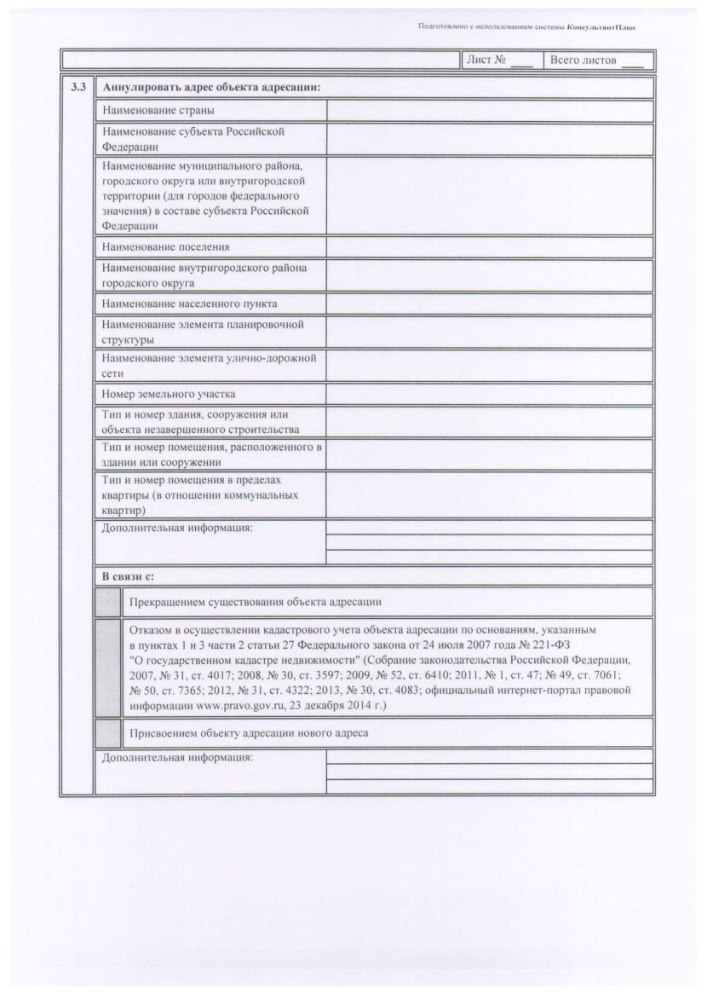 Подготовлено с использованием системы КонсультантПлюс
Лист № ____ Всего листов ____
3.3 Аннулировать адрес объекта адресации:
Наименование страны
Наименование субъекта Российской
Федерации
Наименование муниципального района,
городского округа или внутригородской
территории (для городов федерального
значения) в составе субъекта Российской
Федерации
Наименование поселения
Наименование внутригородского района
городского округа
Наименование населенного пункта
Наименование элемента планировочной
структуры
Наименование элемента улично-дорожной
сети
Номер земельного участка
Тип и номер здания, сооружения или
объекта незавершенного строительства
Тип и номер помещения, расположенного в
здании или сооружении
Тип и номер помещения в пределах
квартиры (в отношении коммунальных
квартир)
Дополнительная информация:
В связи с:
Прекращением существования объекта адресации
Отказом в осуществлении кадастрового учета объекта адресации по основаниям, указанным
в пунктах 1 и 3 части 2 статьи 27 Федерального закона от 24 июля 2007 года № 221-ФЗ
"О государственном кадастре недвижимости" (Собрание законодательства Российской Федерации,
2007, № 31, ст. 4017; 2008, № 30, ст. 3597; 2009, № 52, ст. 6410; 2011, № 1, ст. 47; № 49, ст. 7061;
№ 50, ст. 7365; 2012, № 31, ст. 4322; 2013, № 30, ст. 4083; официальный интернет-портал правовой
информации www.pravo.gov.ru, 23 декабря 2014 г.)
Присвоением объекту адресации нового адреса
Дополнительная информация: